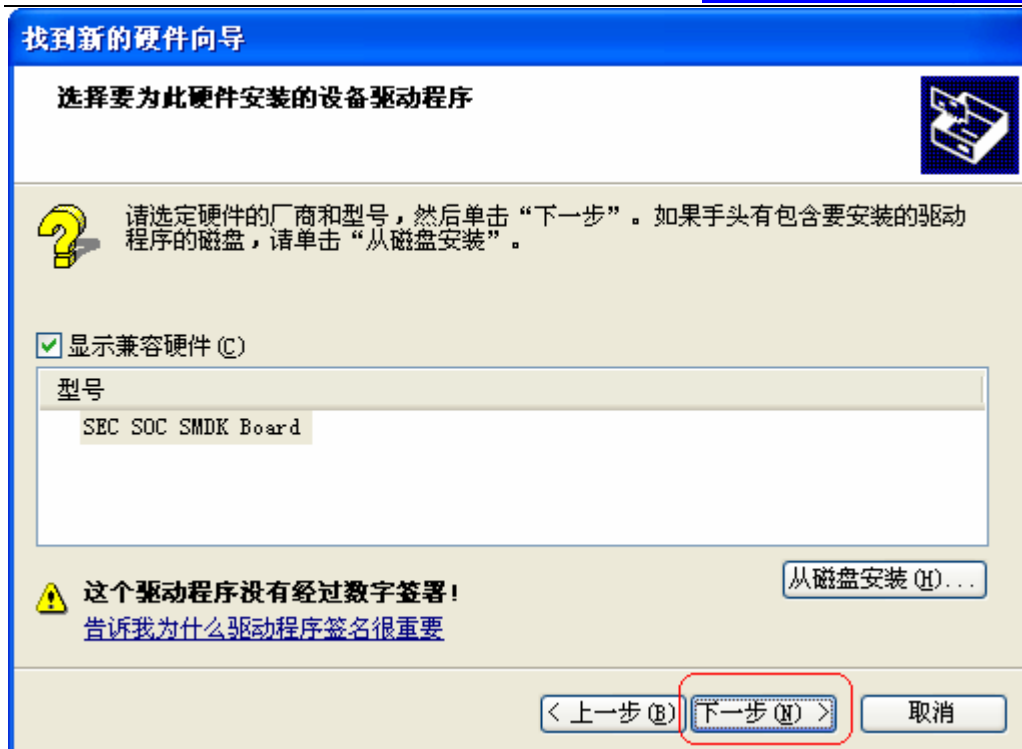 找到新的硬件向导
选择要为此硬件安装的设备驱动程序
请选定硬件的厂商和型号，然后单击“下一步”。如果手头有包含要安装的驱动
程序的磁盘，请单击“从磁盘安装”。
显示兼容硬件(C)
型号
SEC SOC SMDK Board
这个驱动程序没有经过数字签署!
从磁盘安装(H)...
告诉我为什么驱动程序签名很重要
< 上一步(B) 下一步(N) > 取消